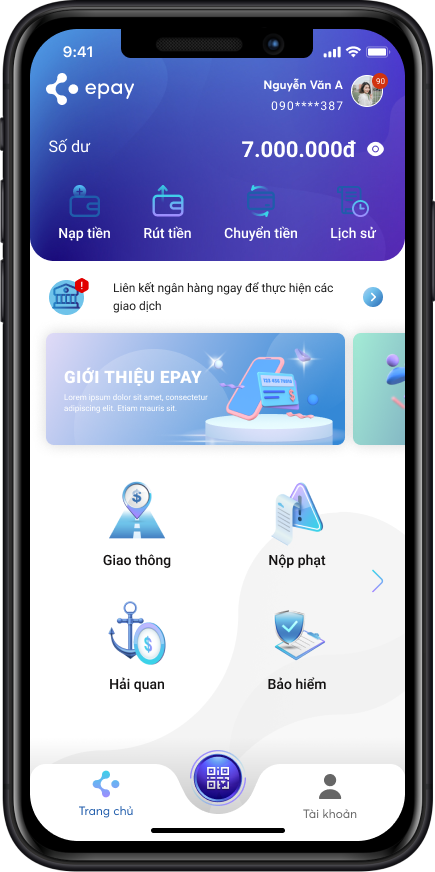 9:41
epay
Nguyễn Văn A
90
090****387
Số dư
7.000.000đ
Nạp tiền
Rút tiền
Chuyển tiền
Lịch sử
!
Liên kết ngân hàng ngay để thực hiện các
giao dịch
GIỚI THIỆU EPAY
Lorem ipsum dolor sit amet, consectetur
adipiscing elit. Etiam mauris sit.
$
Giao thông
Nộp phạt
$
Hải quan
Bảo hiểm
Trang chủ
Tài khoản